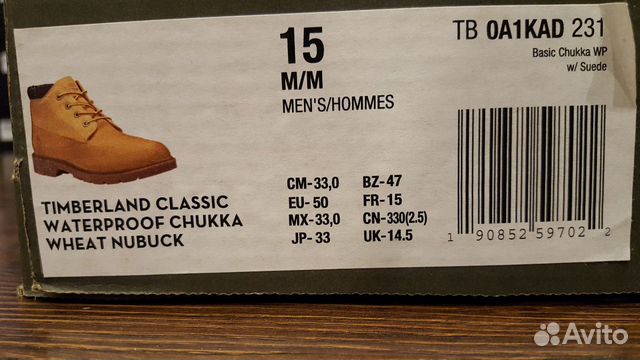 15
M/M
MEN'S/HOMMES
TB 0A1KAD 231
Basic Chukka WP
w/ Suede
TIMBERLAND CLASSIC
WATERPROOF CHUKKA
WHEAT NUBUCK
CM-33,0 BZ-47
EU-50 FR-15
MX-33,0 CN-330(2.5)
JP-33 UK-14.5
1 90852 59702 2
Avito